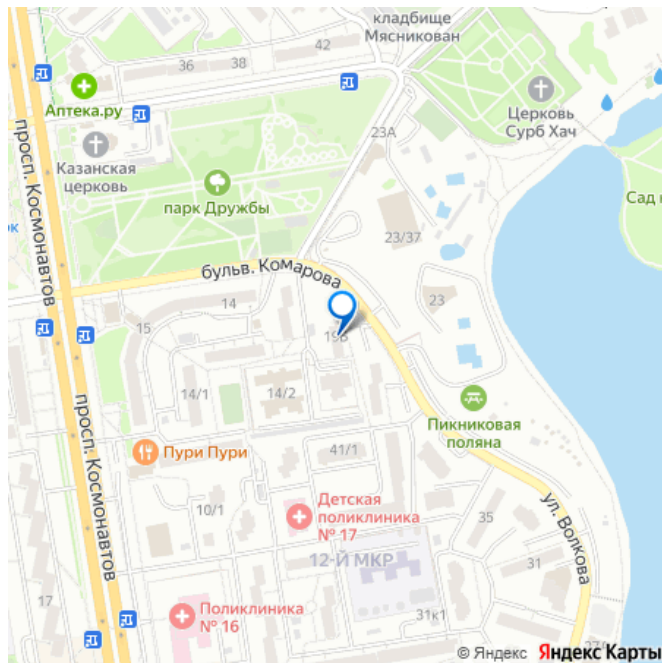 кладбище
Мясникован
36
38
42
Аптека.ру
23А
Церковь
Сурб Хач
просп. Космонавтов
Казанская
церковь
парк Дружбы
Сад
23/37
бульв. Комарова
14
23
15
19Б
14/1
14/2
Пикниковая
поляна
просп. Космонавтов
Пури Пури
41/1
10/1
Детская
поликлиника
№ 17
35
ул. Волкова
12-Й МКР
31
17
Поликлиника
№ 16
31к1
© Яндекс Яндекс Карты